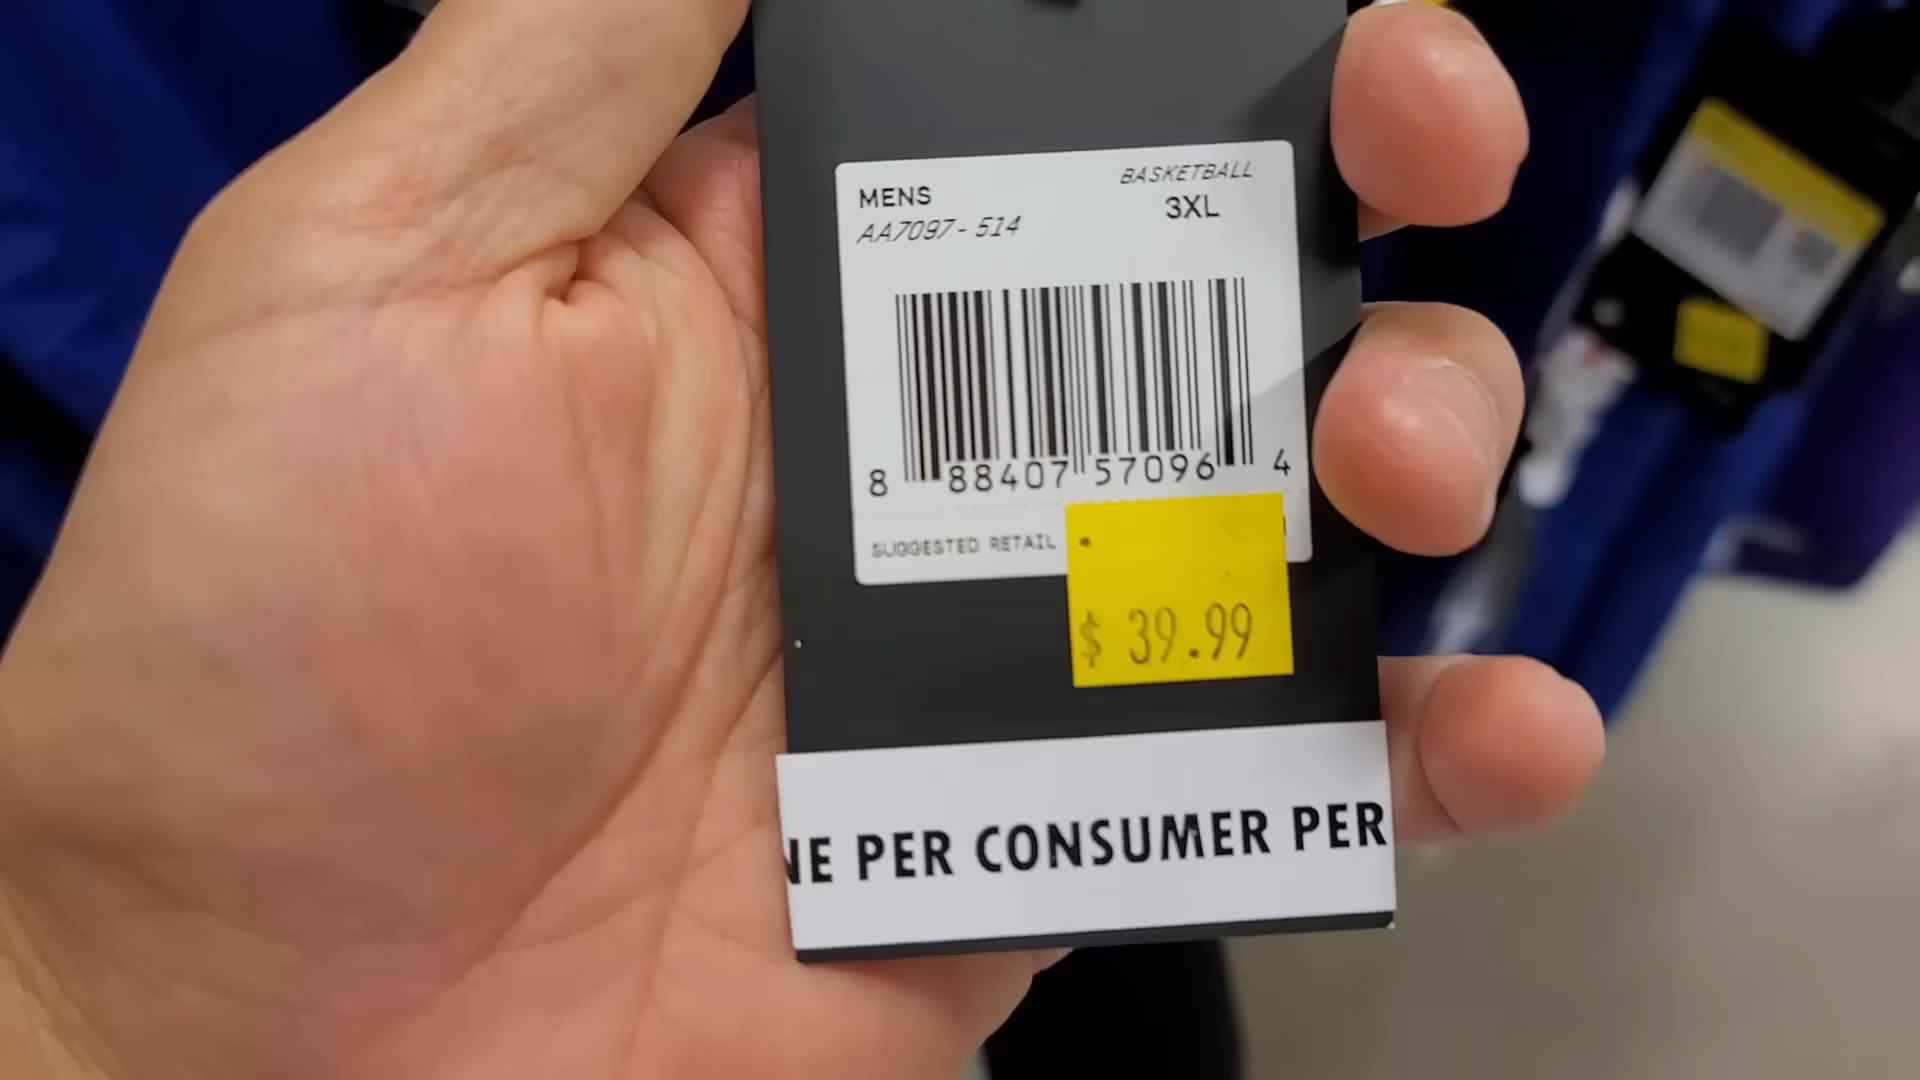 MENS
BASKETBALL
AA7097-514
3XL
8 88407 57096 4
SUGGESTED RETAIL
$ 39.99
NE PER CONSUMER PER